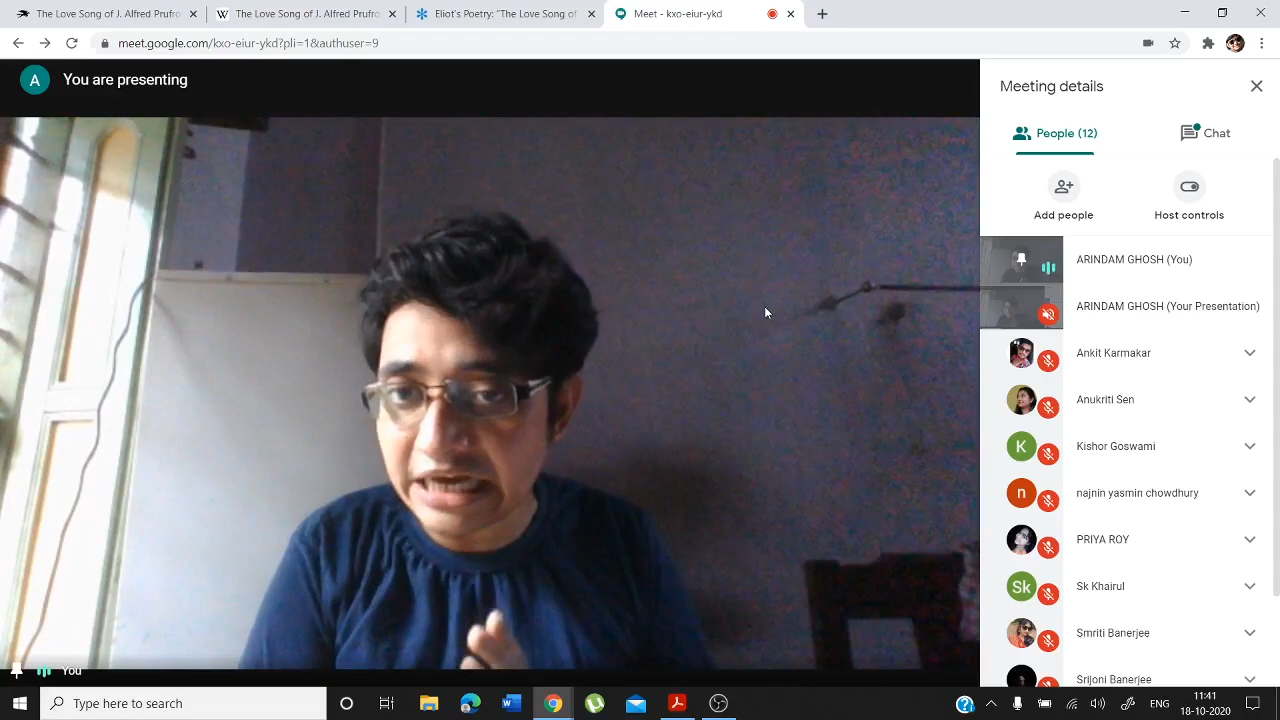 The Love Song of J. Alfred Prufro
The Love Song of J. Alfred Prufro
Eliot's Poetry: "The Love Song of
Meet - kxo-eiur-ykd
meet.google.com/kxo-eiur-ykd?pli=1&authuser=9
A
You are presenting
Meeting details
People (12)
Chat
Add people
Host controls
ARINDAM GHOSH (You)
ARINDAM GHOSH (Your Presentation)
Ankit Karmakar
Anukriti Sen
K
Kishor Goswami
n
najnin yasmin chowdhury
PRIYA ROY
Sk
Sk Khairul
Smriti Banerjee
Srijoni Banerjee
You
Type here to search
ENG
11:41
18-10-2020